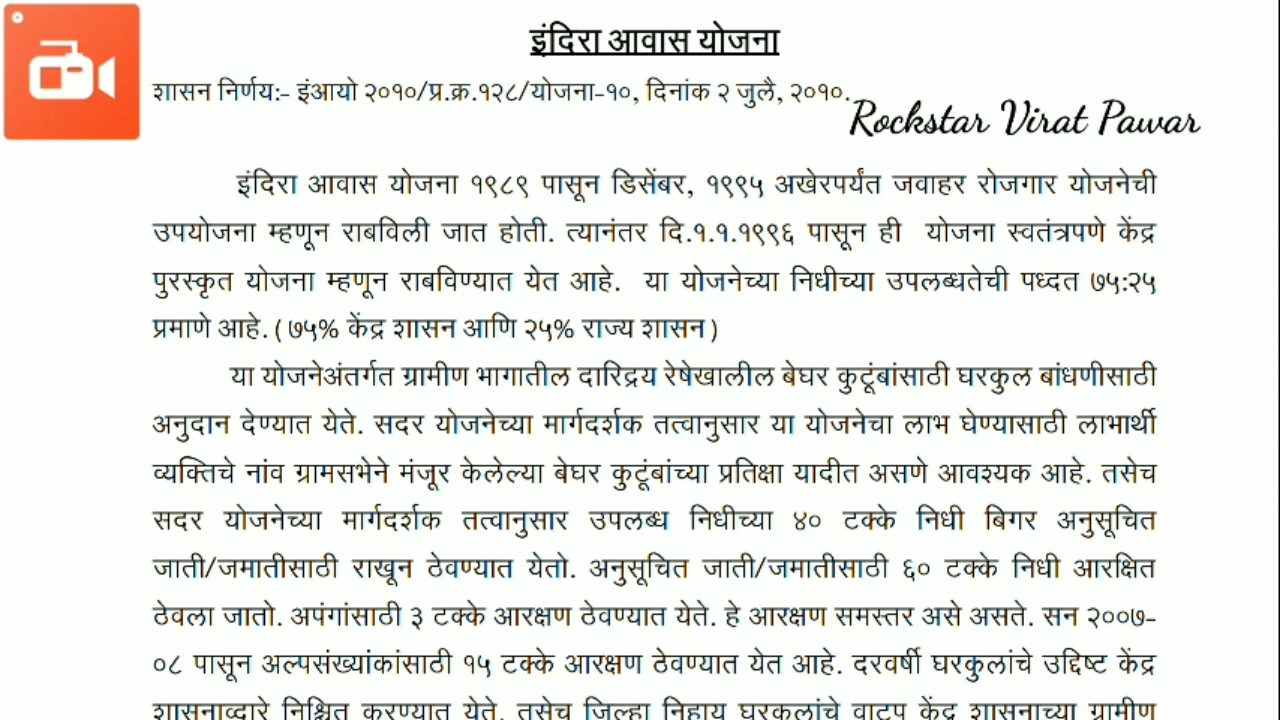 इंदिरा आवास योजना
शासन निर्णय:- इंआयो २०१०/प्र.क्र.१२८/योजना-१०, दिनांक २ जुलै, २०१०.
Rockstar Virat Pawar
इंदिरा आवास योजना १९८९ पासून डिसेंबर, १९९५ अखेरपर्यंत जवाहर रोजगार योजनेची
उपयोजना म्हणून राबविली जात होती. त्यानंतर दि.१.१.१९९६ पासून ही योजना स्वतंत्रपणे केंद्र
पुरस्कृत योजना म्हणून राबविण्यात येत आहे. या योजनेच्या निधीच्या उपलब्धतेची पध्दत ७५:२५
प्रमाणे आहे. ( ७५% केंद्र शासन आणि २५% राज्य शासन )
या योजनेअंतर्गत ग्रामीण भागातील दारिद्रय रेषेखालील बेघर कुटूंबांसाठी घरकुल बांधणीसाठी
अनुदान देण्यात येते. सदर योजनेच्या मार्गदर्शक तत्वानुसार या योजनेचा लाभ घेण्यासाठी लाभार्थी
व्यक्तिचे नांव ग्रामसभेने मंजूर केलेल्या बेघर कुटूंबांच्या प्रतिक्षा यादीत असणे आवश्यक आहे. तसेच
सदर योजनेच्या मार्गदर्शक तत्वानुसार उपलब्ध निधीच्या ४० टक्के निधी बिगर अनुसूचित
जाती/जमातीसाठी राखून ठेवण्यात येतो. अनुसूचित जाती/जमातीसाठी ६० टक्के निधी आरक्षित
ठेवला जातो. अपंगांसाठी ३ टक्के आरक्षण ठेवण्यात येते. हे आरक्षण समस्तर असे असते. सन २००७-
०८ पासून अल्पसंख्यांकांसाठी १५ टक्के आरक्षण ठेवण्यात येत आहे. दरवर्षी घरकुलांचे उद्दिष्ट केंद्र
शासनाव्दारे निश्चित करण्यात येते. तसेच जिल्हा निहाय घरकुलांचे वाटप केंद्र शासनाच्या ग्रामीण